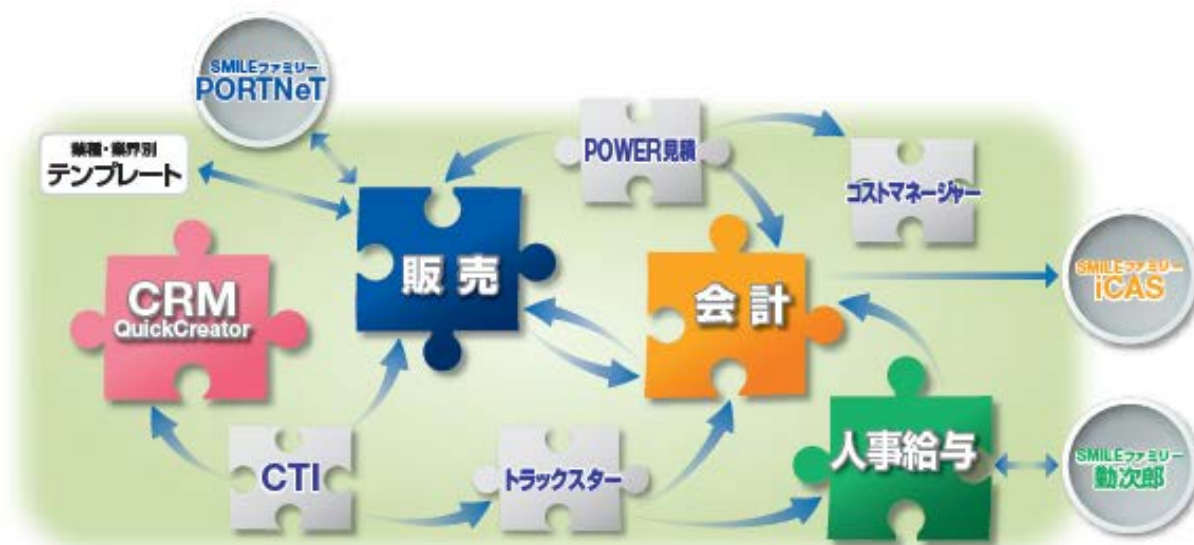 SMILEファミリー
PORTNeT
業種・業界別
テンプレート
POWER見積
コストマネージャー
販売
CRM
QuickCreator
会計
SMILEファミリー
iCAS
CTI
トラックスター
人事給与
SMILEファミリー
勤次郎